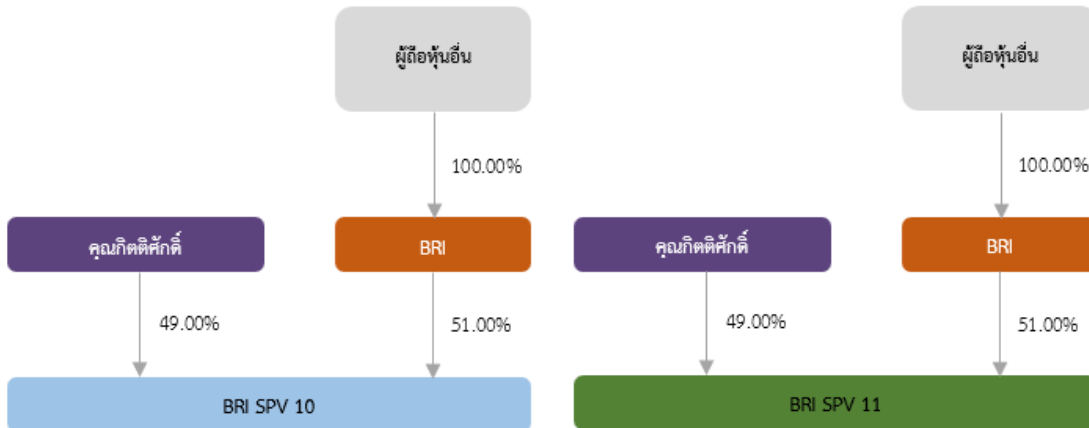 ผู้ถือหุ้นอื่น
ผู้ถือหุ้นอื่น
100.00%
100.00%
คุณกิตติศักดิ์
BRI
คุณกิตติศักดิ์
BRI
49.00%
51.00%
49.00%
51.00%
BRI SPV 10
BRI SPV 11